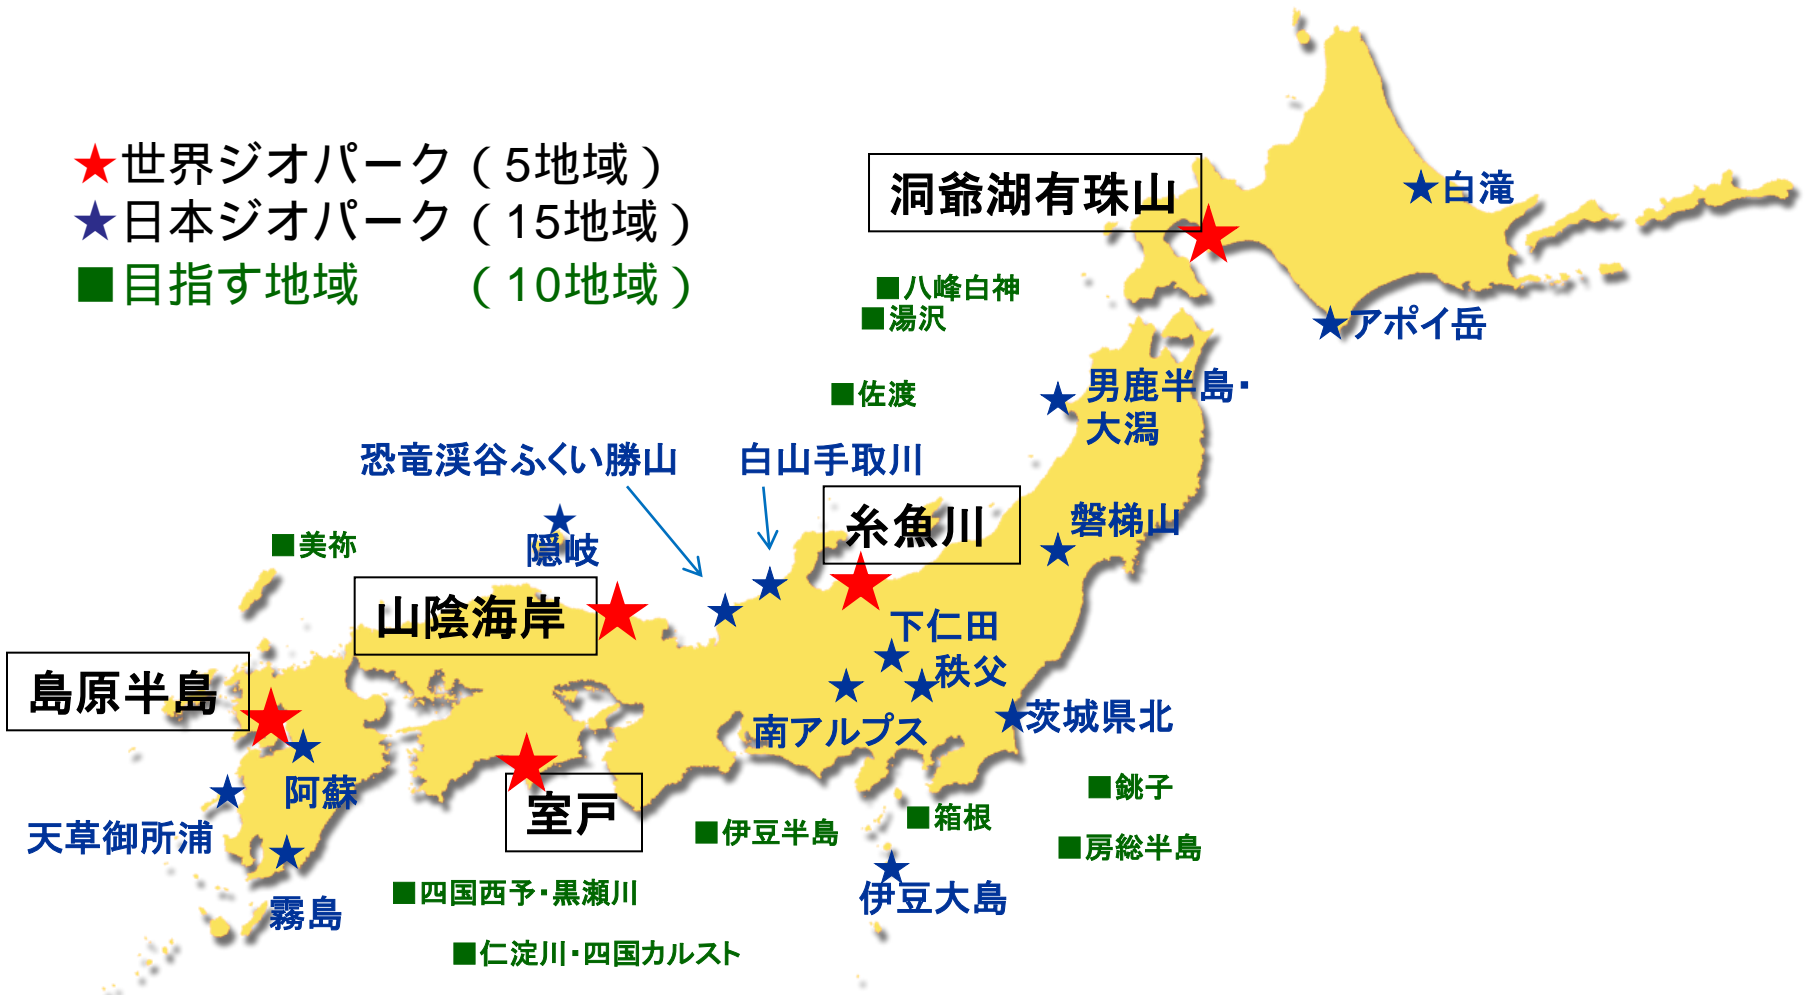 ★世界ジオパーク(5地域)
★日本ジオパーク(15地域)
■目指す地域 (10地域)
洞爺湖有珠山
白滝
■八峰白神
■湯沢
アポイ岳
■佐渡
男鹿半島・
大潟
恐竜渓谷ふくい勝山
白山手取川
糸魚川
磐梯山
■美祢
隠岐
山陰海岸
下仁田
秩父
島原半島
南アルプス
茨城県北
阿蘇
室戸
■銚子
■箱根
天草御所浦
■伊豆半島
■房総半島
伊豆大島
■四国西予・黒瀬川
霧島
■仁淀川・四国カルスト